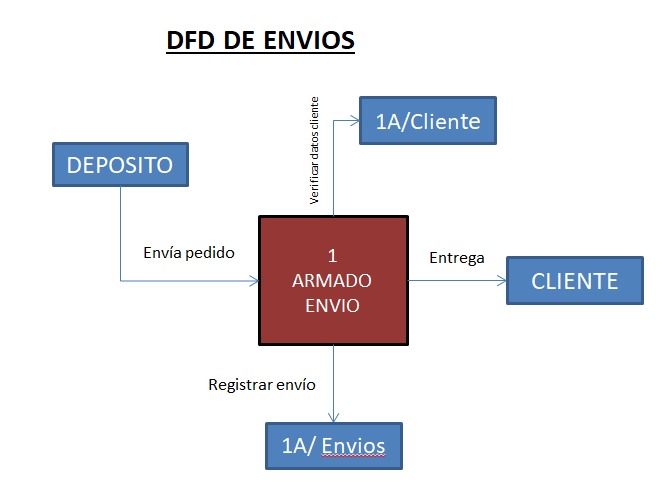 DFD DE ENVIOS
Verificar datos cliente
1A/Cliente
DEPOSITO
Envía pedido
1
ARMADO
ENVIO
Entrega
CLIENTE
Registrar envío
1A/ Envios